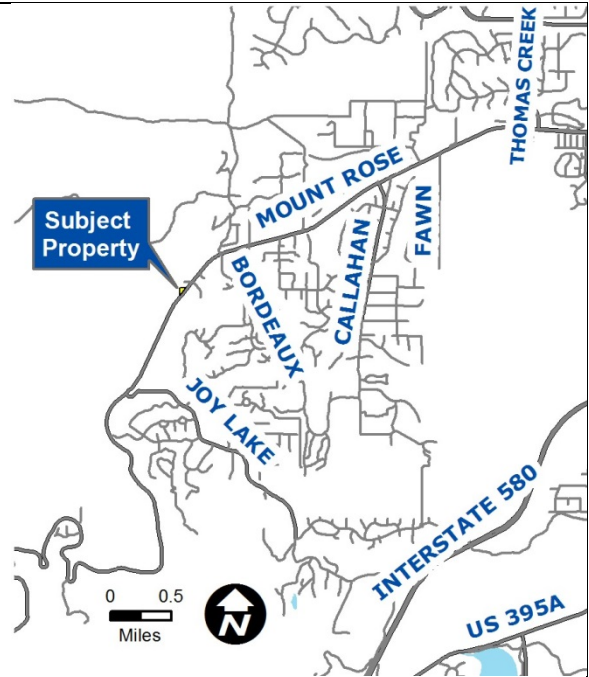 THOMAS CREEK
MOUNT ROSE
FAWN
Subject
Property
CALLAHAN
BORDEAUX
JOY LAKE
INTERSTATE 580
0 0.5
Miles
N
US 395A